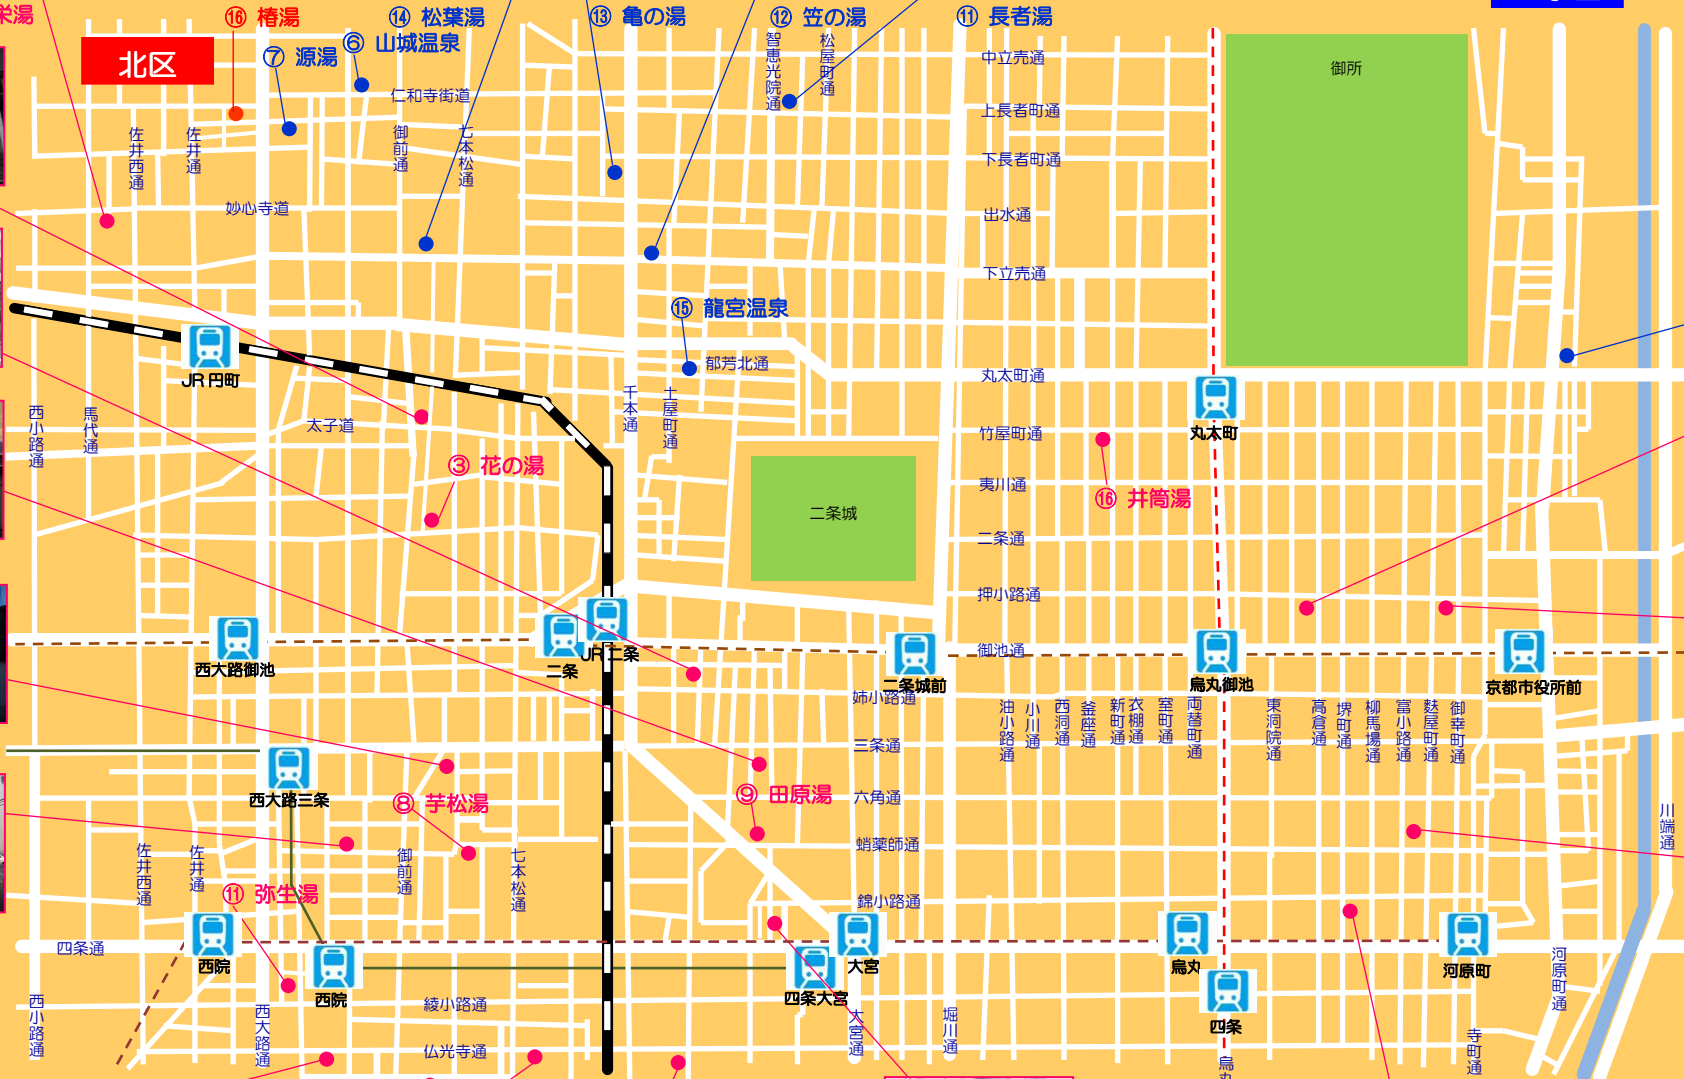 栄湯
⑯ 椿湯
⑭ 松葉湯
⑬ 亀の湯
⑫ 笠の湯
⑪ 長者湯
北区
⑦ 源湯
⑥ 山城温泉
智恵光院通
松屋町通
中立売通
御所
仁和寺街道
上長者町通
佐井西通
佐井通
御前通
七本松通
下長者町通
妙心寺道
出水通
下立売通
⑮ 龍宮温泉
JR 円町
郁芳北通
丸太町通
西小路通
馬代通
太子道
千本通
土屋町通
丸太町
竹屋町通
③ 花の湯
夷川通
⑯ 井筒湯
二条城
二条通
押小路通
西大路御池
二条
JR 二条
二条城前
御池通
烏丸御池
京都市役所前
姉小路通
油小路通
小川通
西洞通
釜座通
新町通
衣棚通
室町通
両替町通
東洞院通
高倉通
堺町通
柳馬場通
富小路通
麩屋町通
御幸町通
三条通
西大路三条
⑧ 芋松湯
⑨ 田原湯
六角通
川端通
佐井西通
佐井通
御前通
七本松通
蛸薬師通
⑪ 弥生湯
錦小路通
四条通
西院
西院
大宮
四条大宮
烏丸
河原町
河原町通
西小路通
西大路通
綾小路通
大宮通
堀川通
四条
寺町通
仏光寺通
烏丸